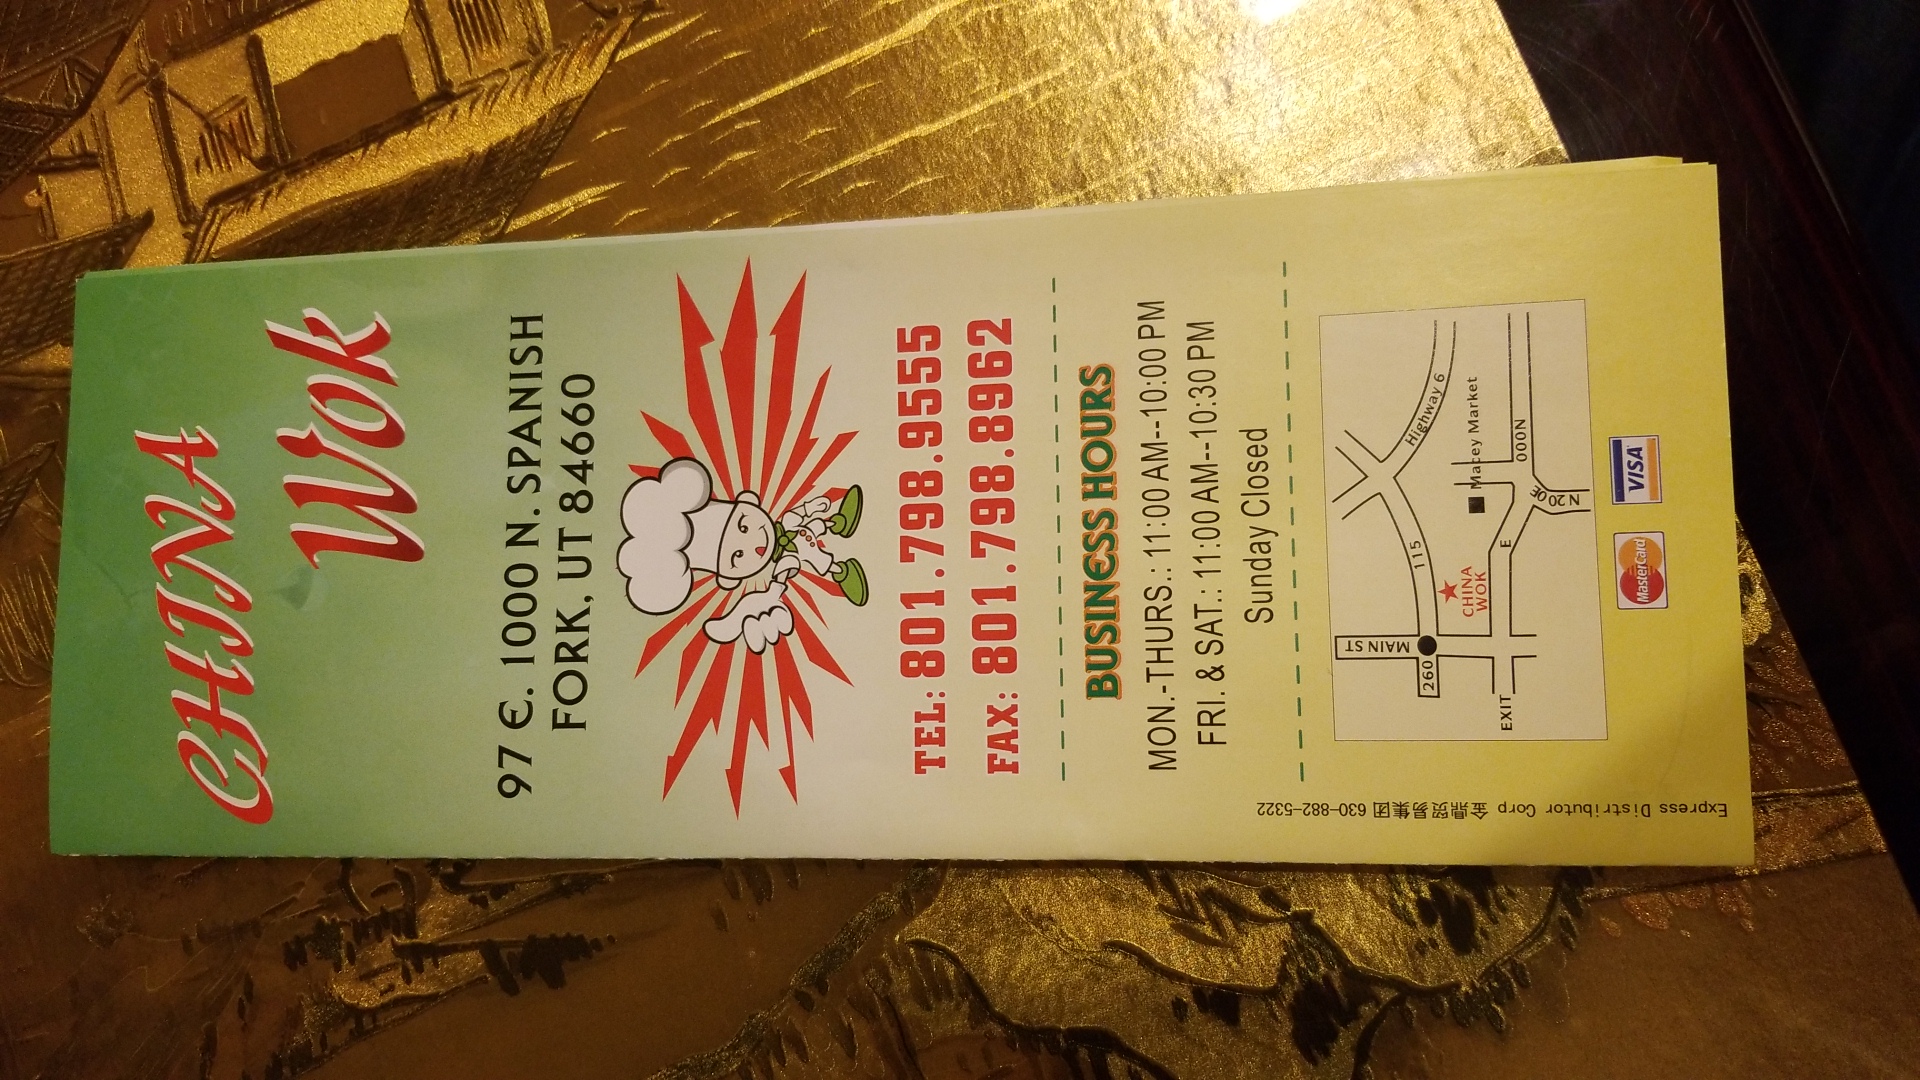 CHINA
Wok
97 E. 1000 N. SPANISH
FORK, UT 84660
TEL: 801.798.9555
FAX: 801.798.8962
BUSINESS HOURS
MON.-THURS.: 11:00 AM--10:00 PM
FRI. & SAT.: 11:00 AM--10:30 PM
Sunday Closed
Highway 6
115
MAIN ST
260
CHINA
WOK
Macey Market
000N
N 20 0E
E
EXIT
MasterCard
VISA
Express Distributor Corp 金鼎贸易集团 630-882-5322